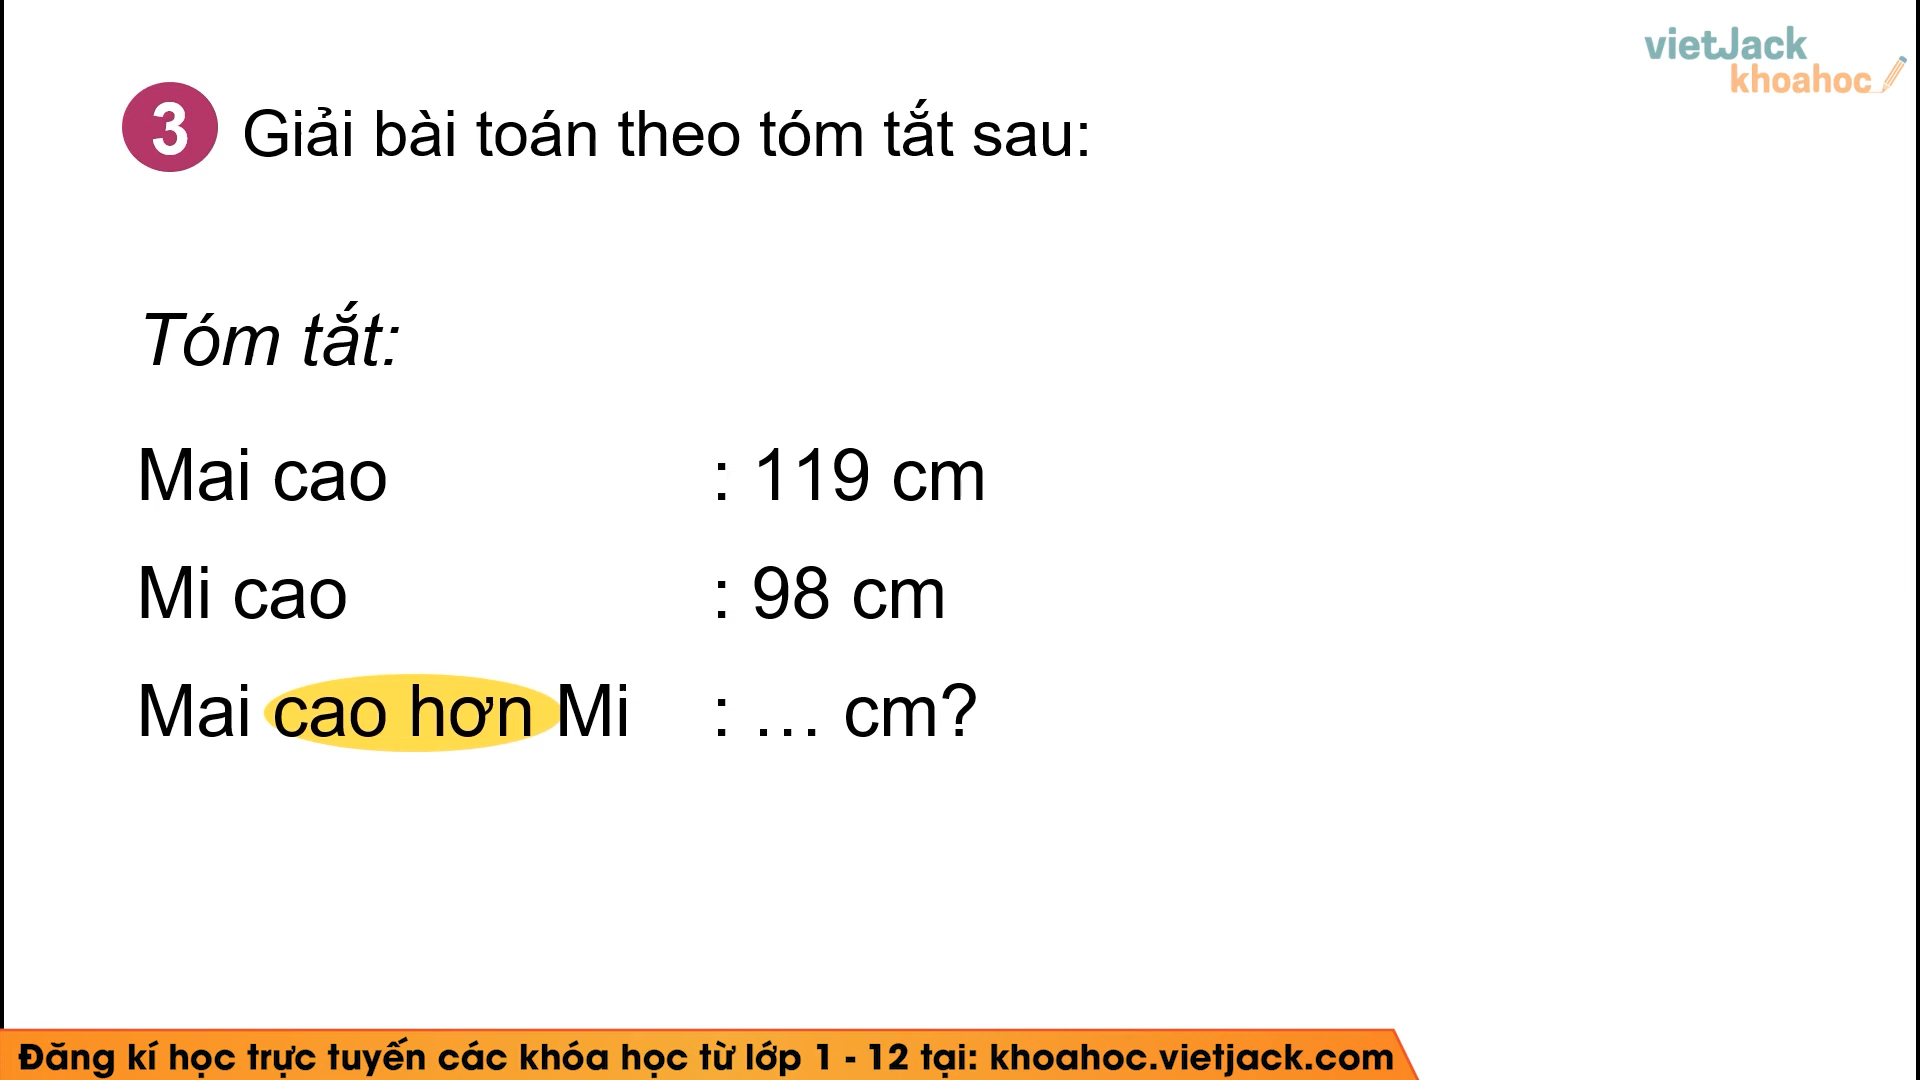 vietJack
khoahoc
3 Giải bài toán theo tóm tắt sau:
Tóm tắt:
Mai cao : 119 cm
Mi cao : 98 cm
Mai cao hơn Mi : … cm?
Đăng kí học trực tuyến các khóa học từ lớp 1 - 12 tại: khoahoc.vietjack.com